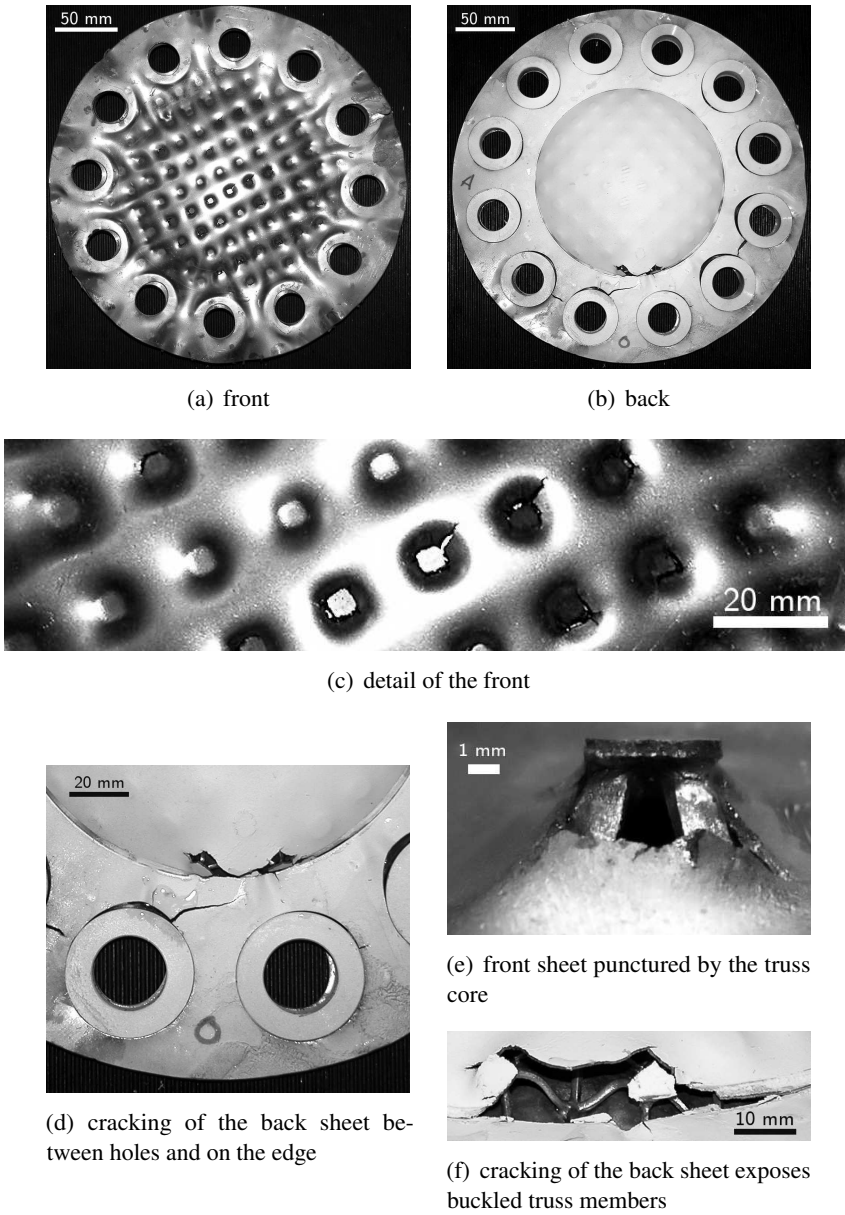 50 mm
50 mm
A
O
(a) front
(b) back
20 mm
(c) detail of the front
20 mm
1 mm
(e) front sheet punctured by the truss
core
(d) cracking of the back sheet be-
tween holes and on the edge
10 mm
(f) cracking of the back sheet exposes
buckled truss members